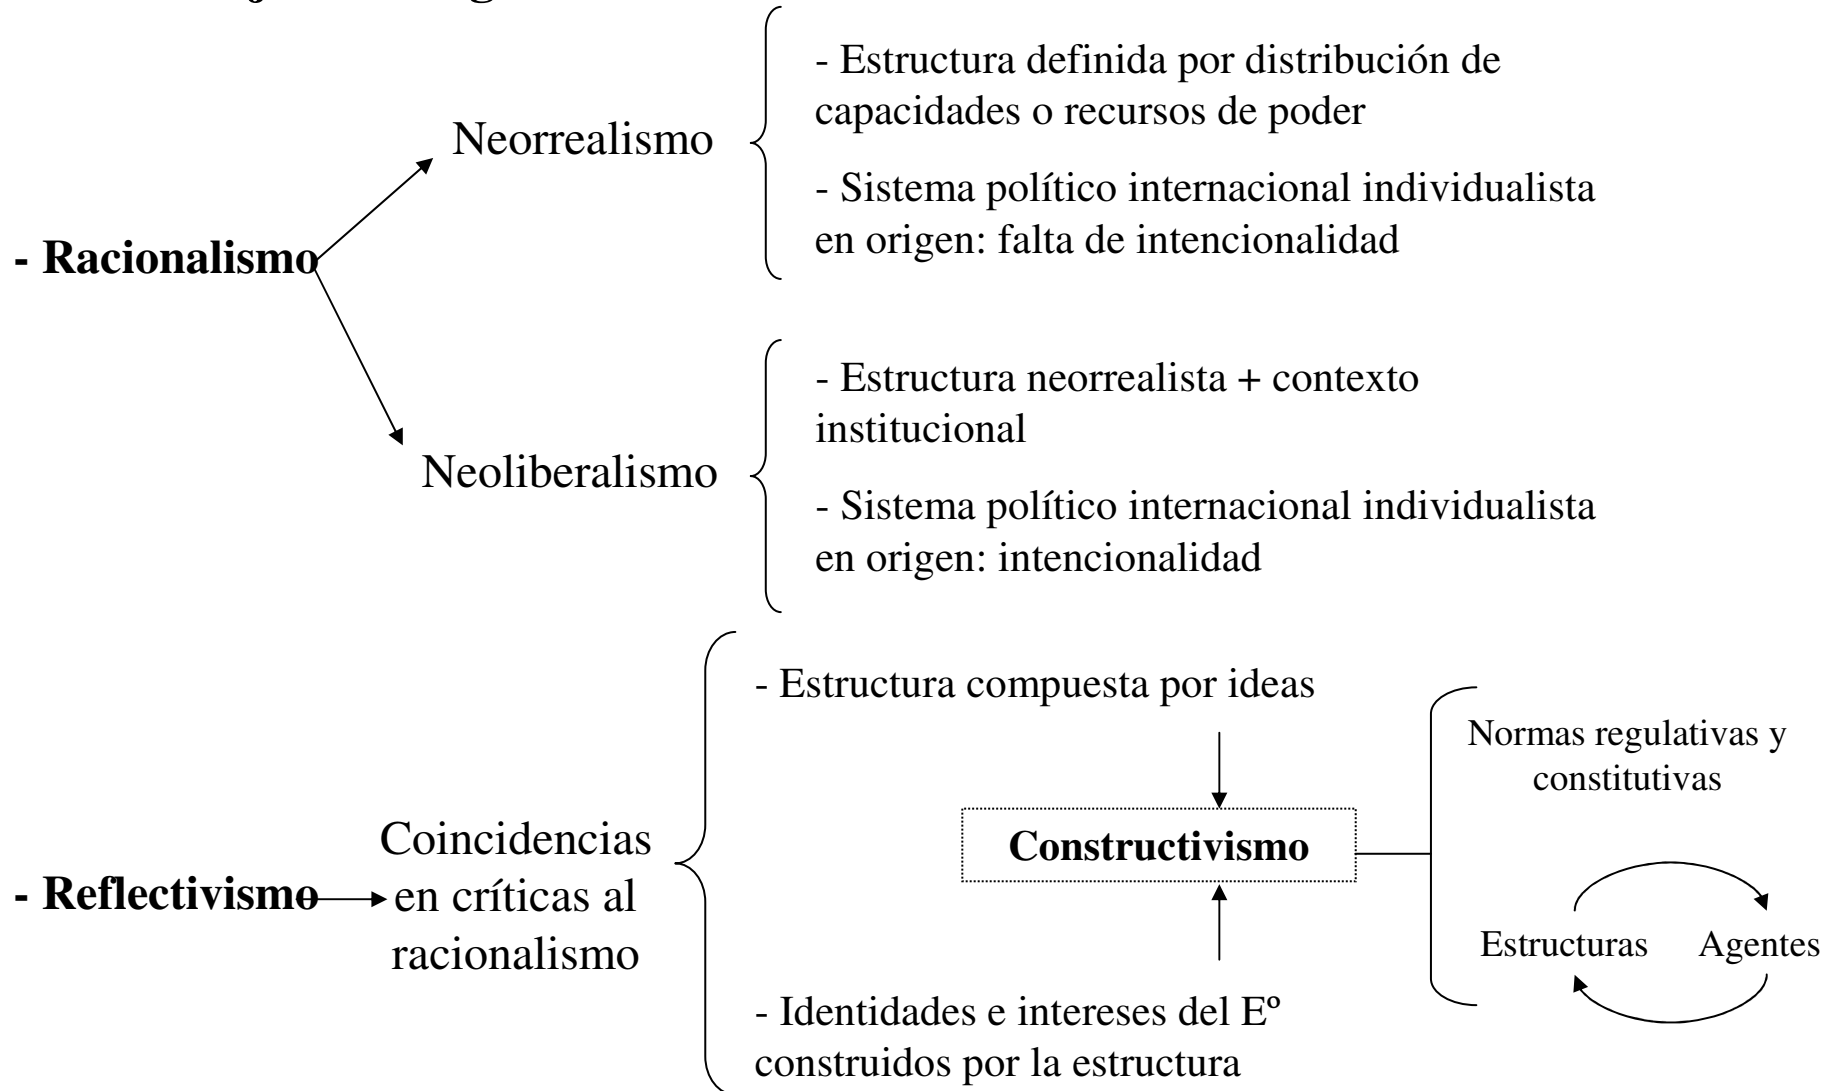 - Estructura definida por distribución de
capacidades o recursos de poder
Neorrealismo
- Sistema político internacional individualista
en origen: falta de intencionalidad
- Racionalismo
- Estructura neorrealista + contexto
institucional
Neoliberalismo
- Sistema político internacional individualista
en origen: intencionalidad
- Estructura compuesta por ideas
Normas regulativas y
constitutivas
Constructivismo
Coincidencias
en críticas al
racionalismo
- Reflectivismo
Estructuras Agentes
- Identidades e intereses del Eº
construidos por la estructura